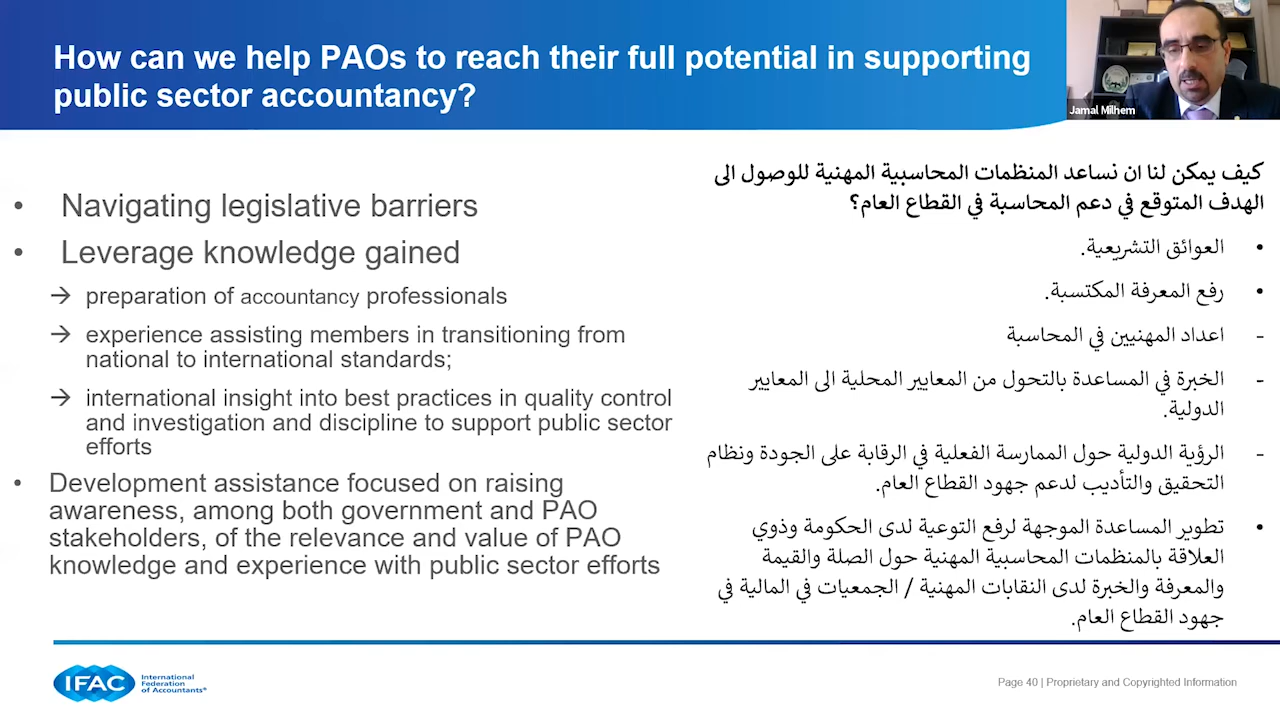 How can we help PAOs to reach their full potential in supporting
public sector accountancy?
Jamal Milhem
• Navigating legislative barriers
• Leverage knowledge gained
→ preparation of accountancy professionals
→ experience assisting members in transitioning from
national to international standards;
→ international insight into best practices in quality control
and investigation and discipline to support public sector
efforts
• Development assistance focused on raising
awareness, among both government and PAO
stakeholders, of the relevance and value of PAO
knowledge and experience with public sector efforts
كيف يمكن لنا ان نساعد المنظمات المحاسبية المهنية للوصول الى
الهدف المتوقع في دعم المحاسبة في القطاع العام؟
• العوائق التشريعية.
• رفع المعرفة المكتسبة.
- اعداد المهنيين في المحاسبة
- الخبرة في المساعدة بالتحول من المعايير المحلية الى المعايير
الدولية.
- الرؤية الدولية حول الممارسة الفعلية في الرقابة على الجودة ونظام
التحقيق والتأديب لدعم جهود القطاع العام.
• تطوير المساعدة الموجهة لرفع التوعية لدى الحكومة وذوي
العلاقة بالمنظمات المحاسبية المهنية حول الصلة والقيمة
والمعرفة والخبرة لدى النقابات المهنية / الجمعيات في المالية في
جهود القطاع العام.
IFAC
International
Federation
of Accountants®
Page 40 | Proprietary and Copyrighted Information